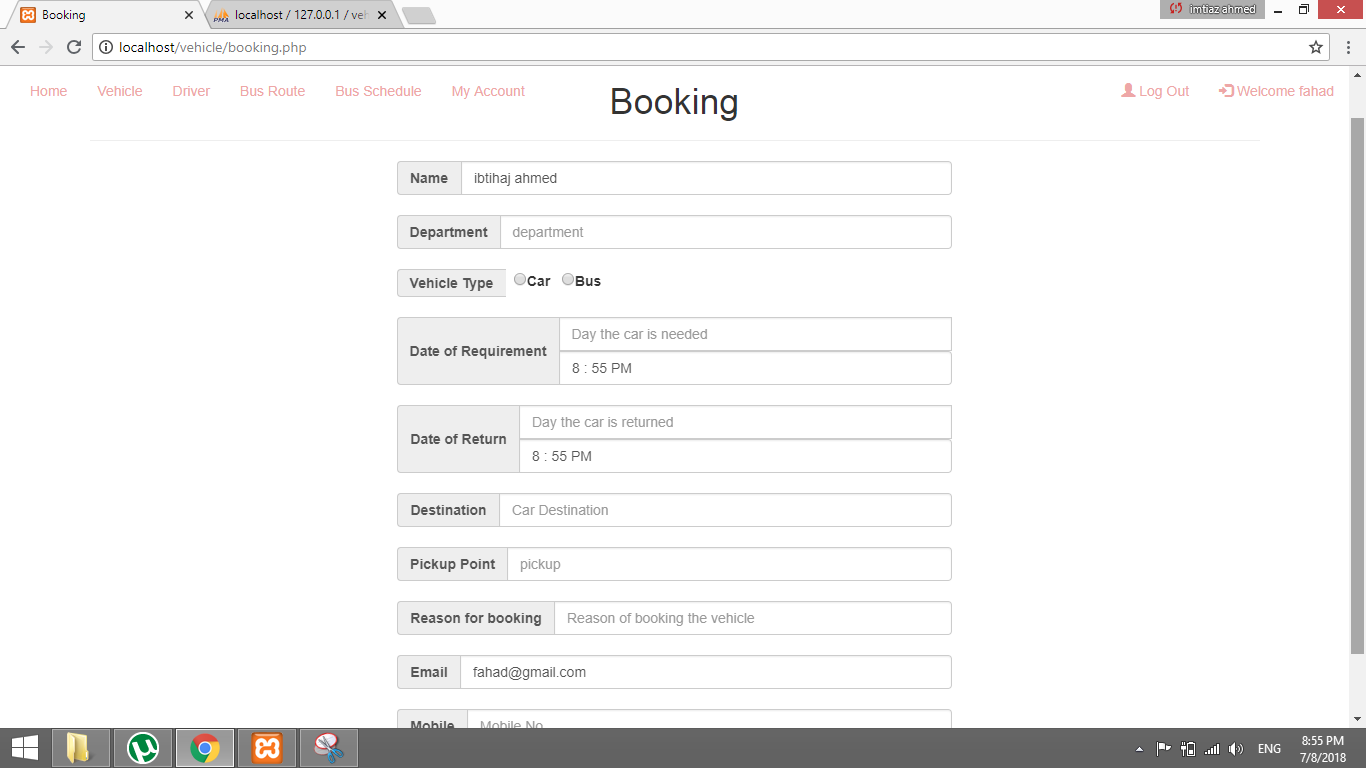 Booking
localhost / 127.0.0.1 / veh
imtiaz ahmed
localhost/vehicle/booking.php
Home Vehicle Driver Bus Route Bus Schedule My Account
Booking
Log Out Welcome fahad
Name ibtihaj ahmed
Department department
Vehicle Type Car Bus
Date of Requirement Day the car is needed
8 : 55 PM
Date of Return Day the car is returned
8 : 55 PM
Destination Car Destination
Pickup Point pickup
Reason for booking Reason of booking the vehicle
Email fahad@gmail.com
Mobile Mobile No
ENG
8:55 PM
7/8/2018